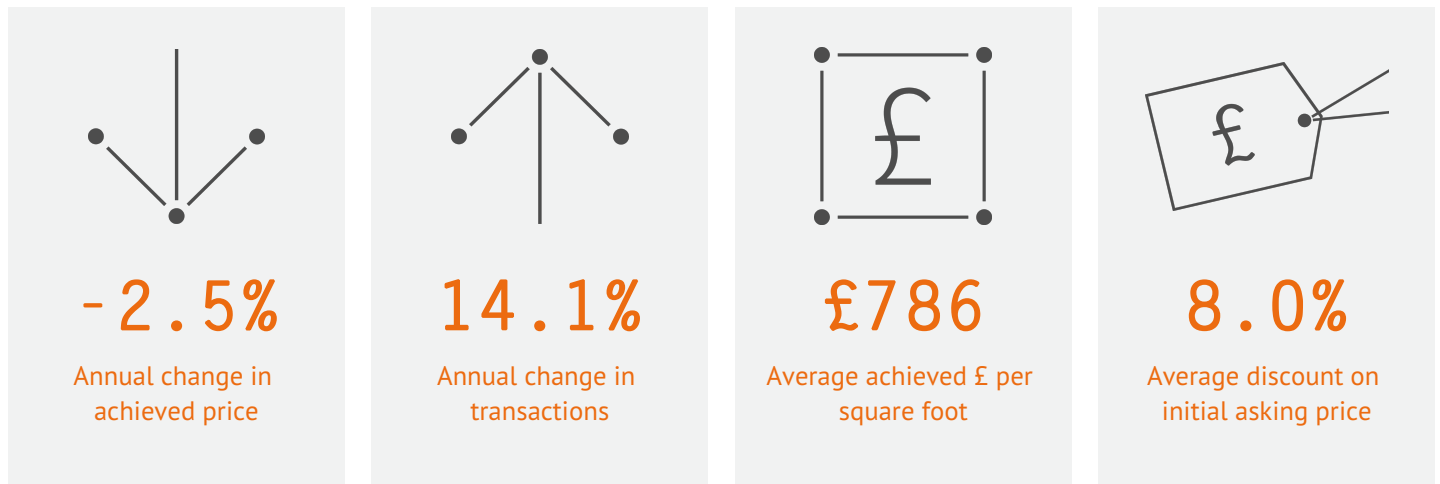 £
£
-2.5%
Annual change in
achieved price
14.1%
Annual change in
transactions
£786
Average achieved £ per
square foot
8.0%
Average discount on
initial asking price